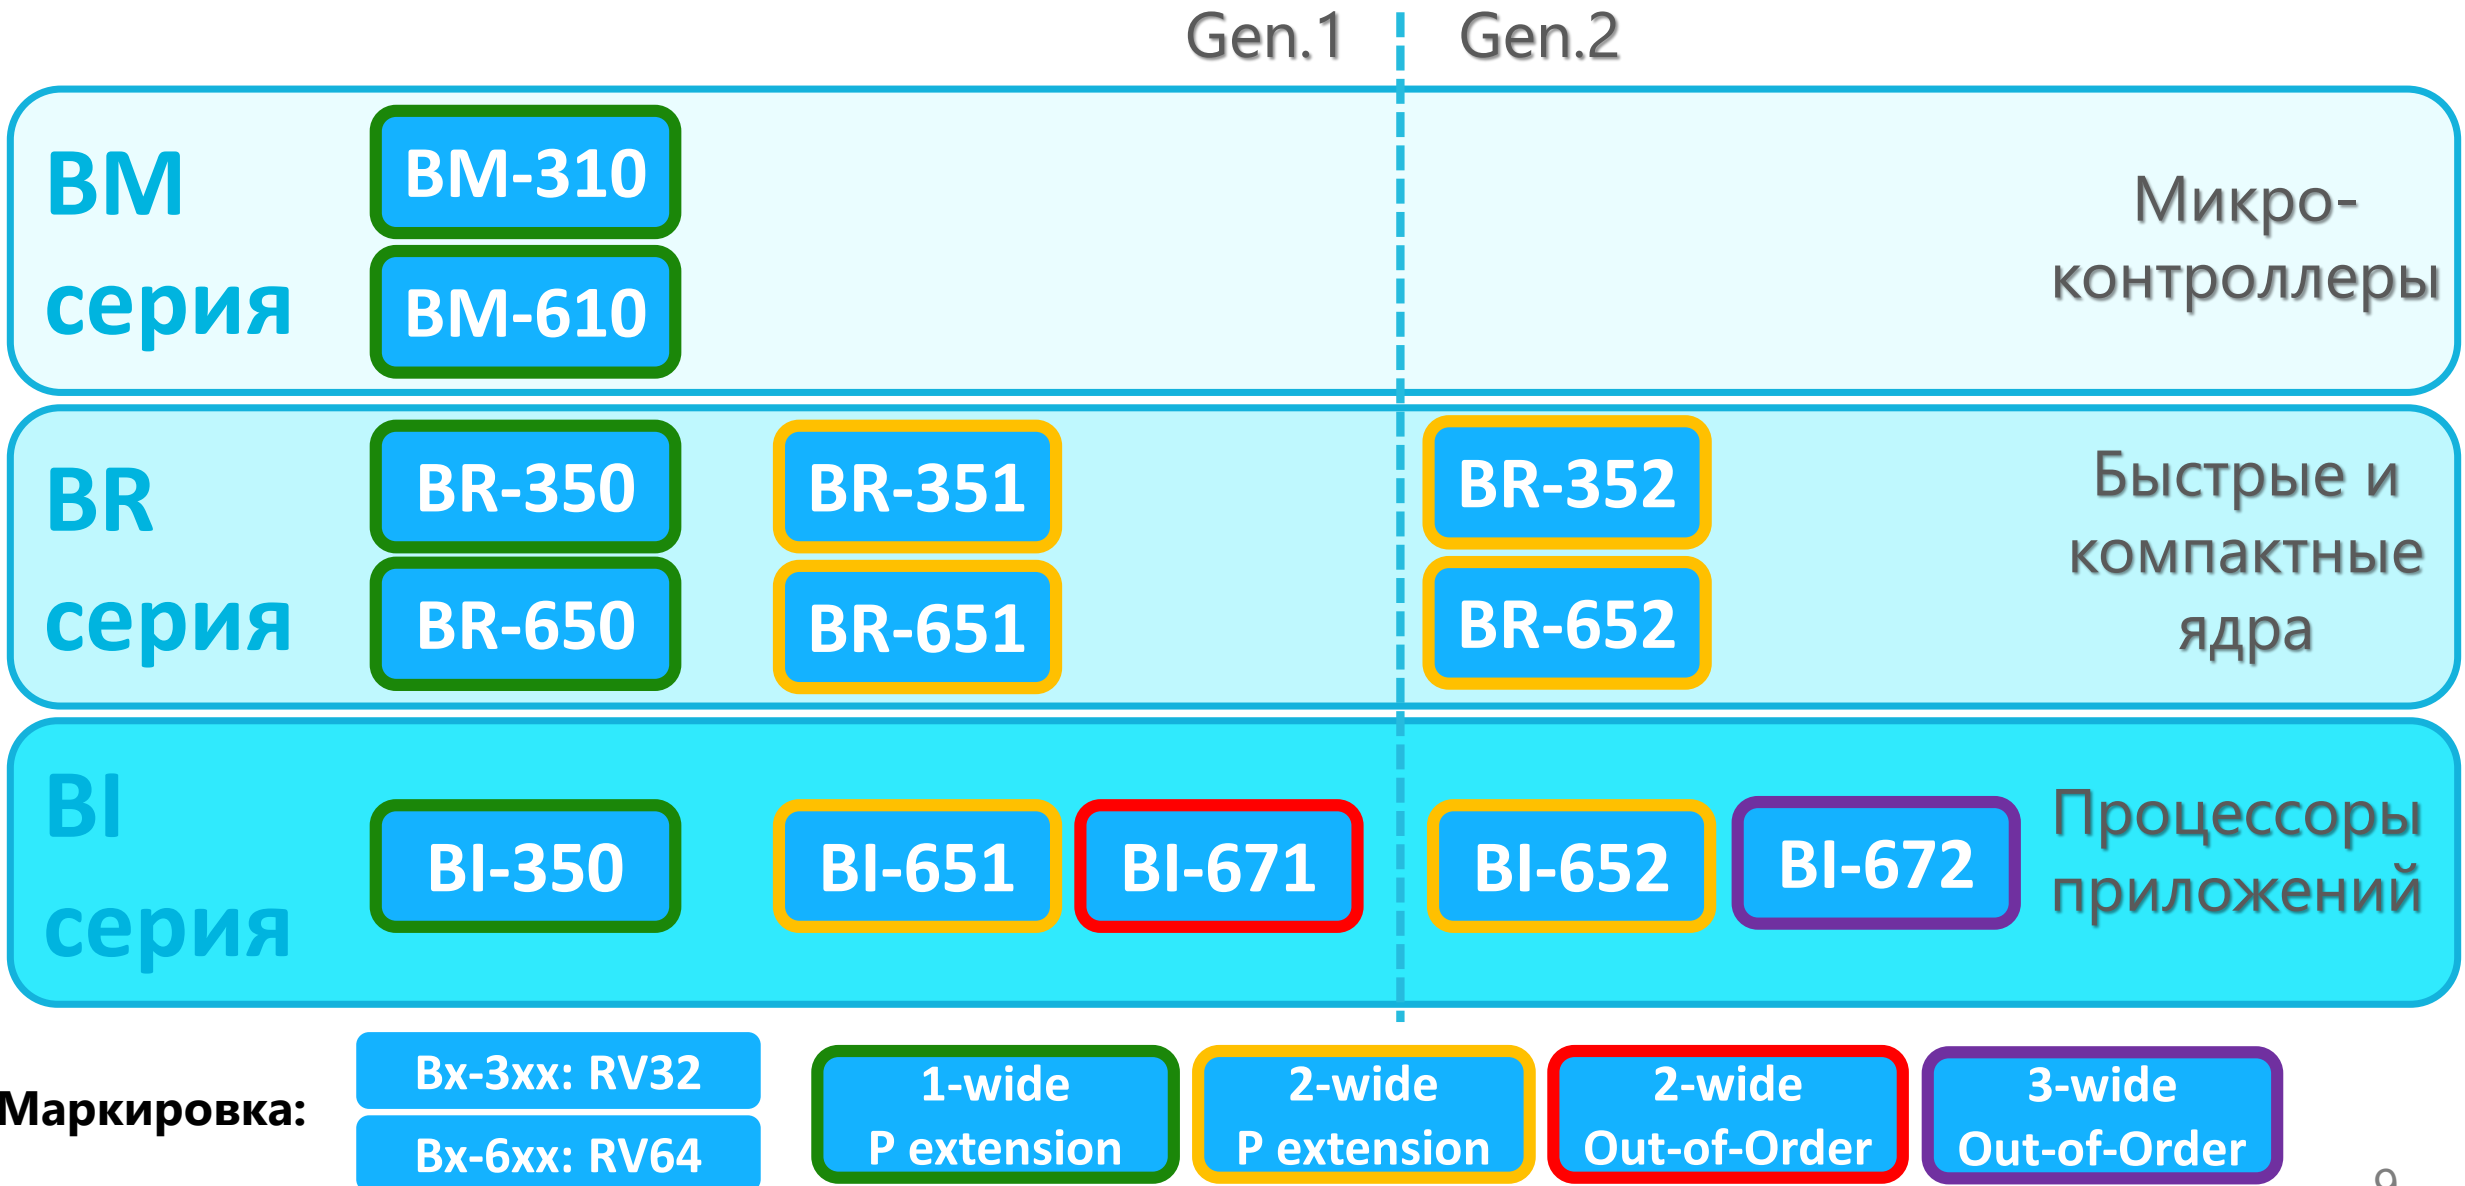 Gen.1
Gen.2
BM
серия
BM-310
BM-610
Микро-
контроллеры
BR
серия
BR-350
BR-351
BR-352
BR-650
BR-651
BR-652
Быстрые и
компактные
ядра
BI
серия
BI-350
BI-651
BI-671
BI-652
BI-672
Процессоры
приложений
Маркировка:
Bx-3xx: RV32
Bx-6xx: RV64
1-wide
P extension
2-wide
P extension
2-wide
Out-of-Order
3-wide
Out-of-Order